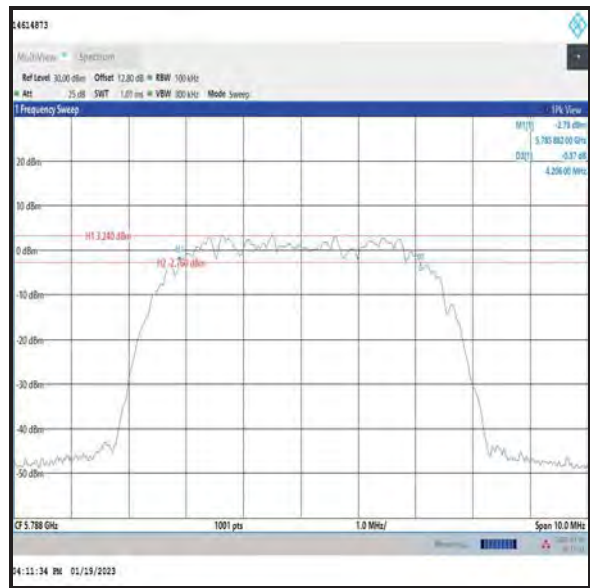 14614873
MultiView Spectrum
Ref Level 30.00 dBm Offset 12.80 dB RBW 100 kHz
Att 25 dB SWT 1.01 ms VBW 300 kHz Mode Sweep
1 Frequency Sweep 1Pk View
M1[1] -2.79 dBm
5.785 882 00 GHz
D3[1] -0.87 dB
4.206 00 MHz
20 dBm
10 dBm
H1 3.240 dBm
0 dBm
H2 -2.760 dBm
-10 dBm
-20 dBm
-30 dBm
-40 dBm
-50 dBm
CF 5.788 GHz 1001 pts 1.0 MHz/ Span 10.0 MHz
04:11:34 PM 01/19/2023